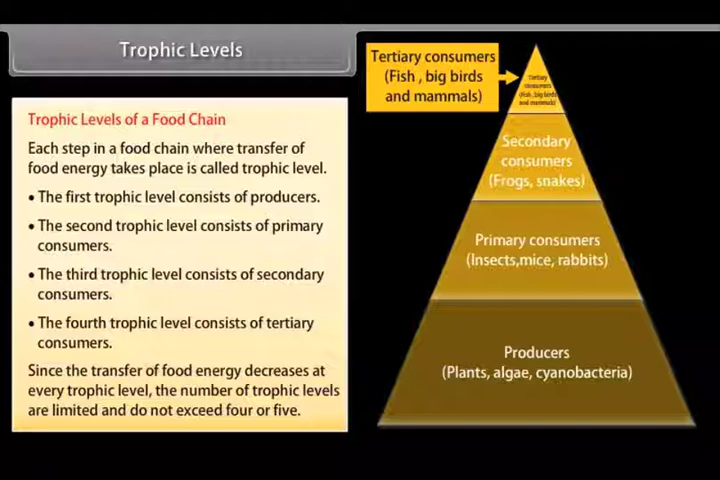 Trophic Levels
Trophic Levels of a Food Chain
Each step in a food chain where transfer of
food energy takes place is called trophic level.
• The first trophic level consists of producers.
• The second trophic level consists of primary
consumers.
• The third trophic level consists of secondary
consumers.
• The fourth trophic level consists of tertiary
consumers.
Since the transfer of food energy decreases at
every trophic level, the number of trophic levels
are limited and do not exceed four or five.
Tertiary consumers
(Fish , big birds
and mammals)
Tertiary
consumers
(Fish, big birds
and mammals)
Secondary
consumers
(Frogs, snakes)
Primary consumers
(Insects,mice, rabbits)
Producers
(Plants, algae, cyanobacteria)